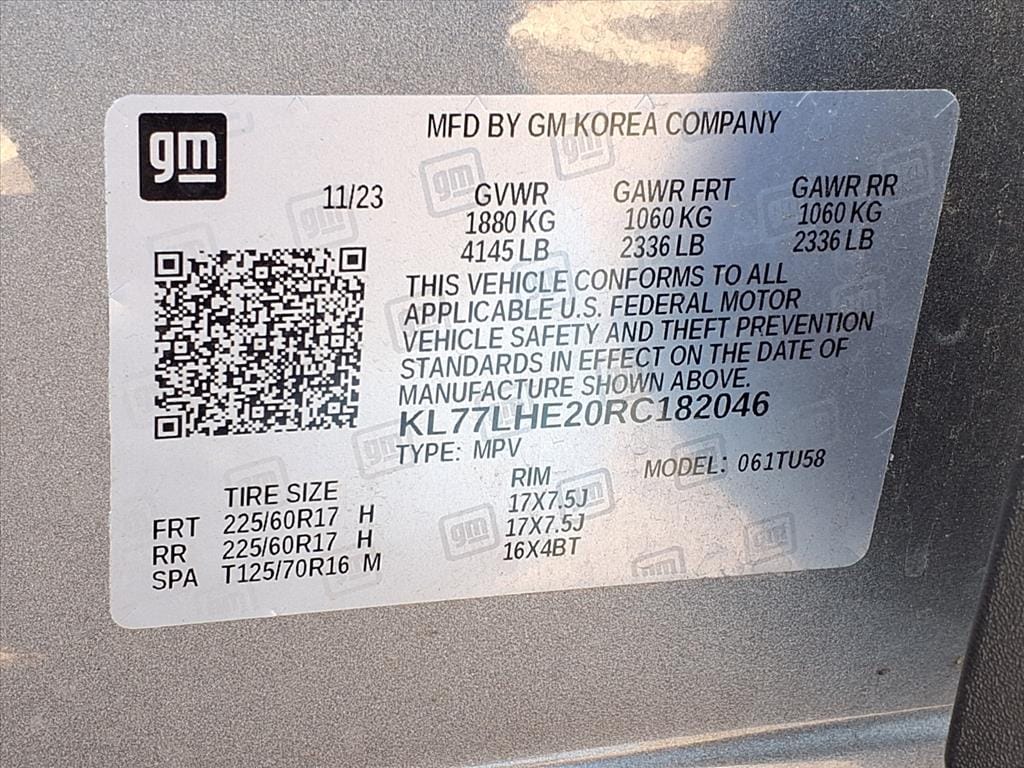 gm
MFD BY GM KOREA COMPANY
11/23 GVWR GAWR FRT GAWR RR
1880 KG 1060 KG 1060 KG
4145 LB 2336 LB 2336 LB
THIS VEHICLE CONFORMS TO ALL
APPLICABLE U.S. FEDERAL MOTOR
VEHICLE SAFETY AND THEFT PREVENTION
STANDARDS IN EFFECT ON THE DATE OF
MANUFACTURE SHOWN ABOVE.
KL77LHE20RC182046
TYPE: MPV MODEL: 061TU58
TIRE SIZE RIM
FRT 225/60R17 H 17X7.5J
RR 225/60R17 H 17X7.5J
SPA T125/70R16 M 16X4BT